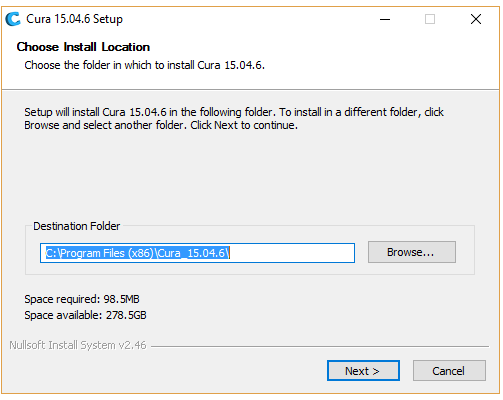 Cura 15.04.6 Setup
Choose Install Location
Choose the folder in which to install Cura 15.04.6.
Setup will install Cura 15.04.6 in the following folder. To install in a different folder, click
Browse and select another folder. Click Next to continue.
Destination Folder
C:\Program Files (x86)\Cura_15.04.6\
Browse...
Space required: 98.5MB
Space available: 278.5GB
Nullsoft Install System v2.46
Next >
Cancel